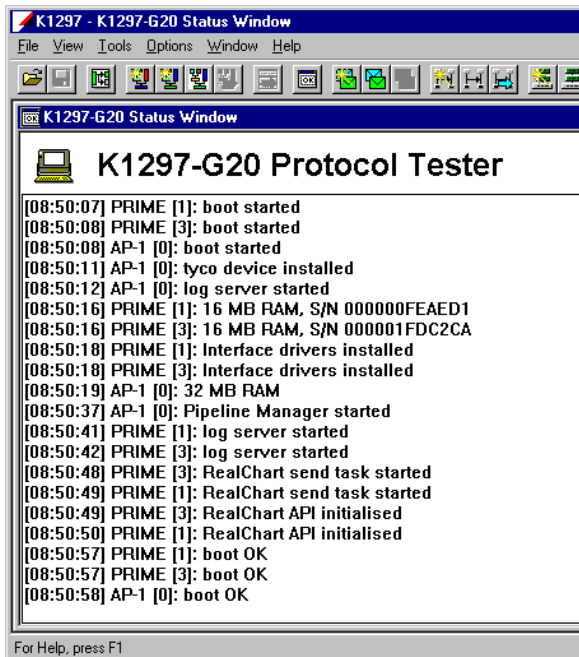 K1297 - K1297-G20 Status Window
File View Tools Options Window Help
K1297-G20 Status Window
K1297-G20 Protocol Tester
[08:50:07] PRIME [1]: boot started
[08:50:08] PRIME [3]: boot started
[08:50:08] AP-1 [0]: boot started
[08:50:11] AP-1 [0]: tyco device installed
[08:50:12] AP-1 [0]: log server started
[08:50:16] PRIME [1]: 16 MB RAM, S/N 000000FEAED1
[08:50:16] PRIME [3]: 16 MB RAM, S/N 000001FDC2CA
[08:50:18] PRIME [1]: Interface drivers installed
[08:50:18] PRIME [3]: Interface drivers installed
[08:50:19] AP-1 [0]: 32 MB RAM
[08:50:37] AP-1 [0]: Pipeline Manager started
[08:50:41] PRIME [1]: log server started
[08:50:42] PRIME [3]: log server started
[08:50:48] PRIME [3]: RealChart send task started
[08:50:49] PRIME [1]: RealChart send task started
[08:50:49] PRIME [3]: RealChart API initialised
[08:50:50] PRIME [1]: RealChart API initialised
[08:50:57] PRIME [1]: boot OK
[08:50:57] PRIME [3]: boot OK
[08:50:58] AP-1 [0]: boot OK
For Help, press F1